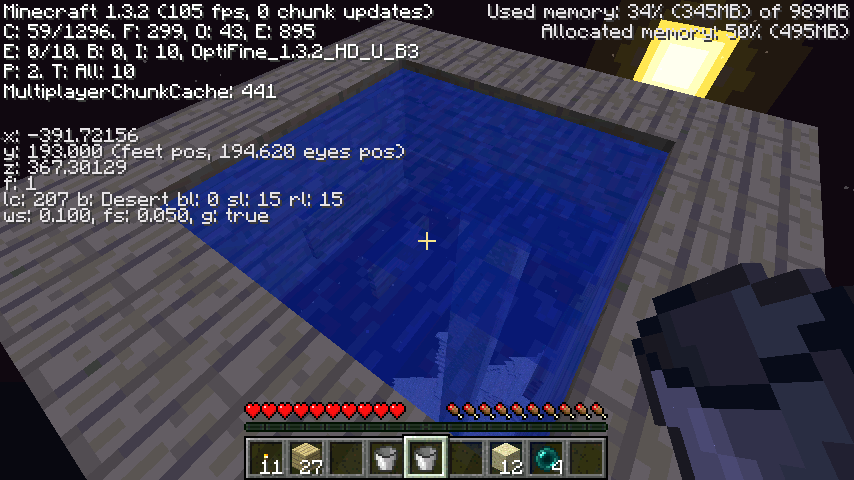 Minecraft 1.3.2 (105 fps, 0 chunk updates)
C: 59/1296. F: 299, O: 43, E: 895
E: 0/10. B: 0, I: 10, OptiFine_1.3.2_HD_U_B3
P: 2. T: All: 10
MultiplayerChunkCache: 441
Used memory: 34% (345MB) of 989MB
Allocated memory: 50% (495MB)
x: -391.72156
y: 193.000 (feet pos, 194.620 eyes pos)
z: 367.30129
f: 1
lc: 207 b: Desert bl: 0 sl: 15 rl: 15
ws: 0.100, fs: 0.050, g: true
11 27 12 4